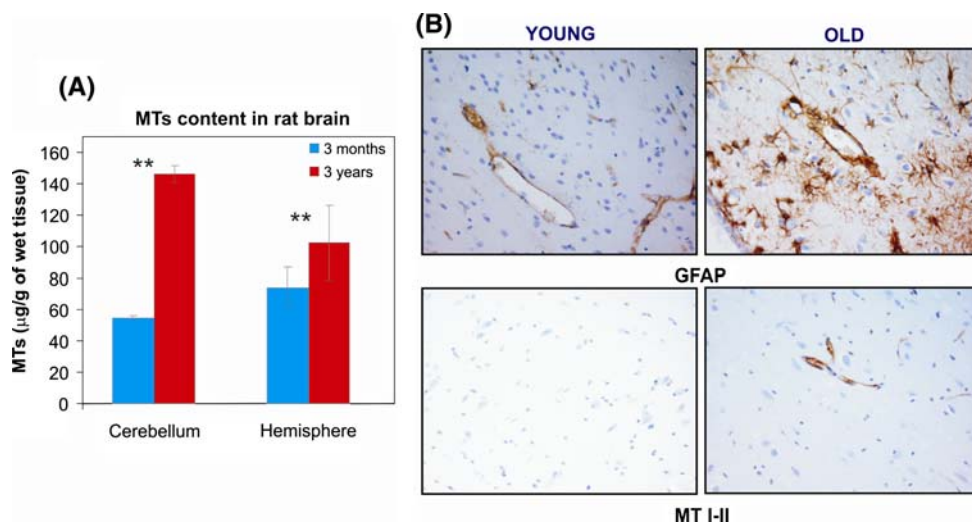 (A)
MTs content in rat brain
3 months
3 years
**
**
MTs (μg/g of wet tissue)
160
140
120
100
80
60
40
20
0
Cerebellum
Hemisphere
(B)
YOUNG
OLD
GFAP
MT I-II